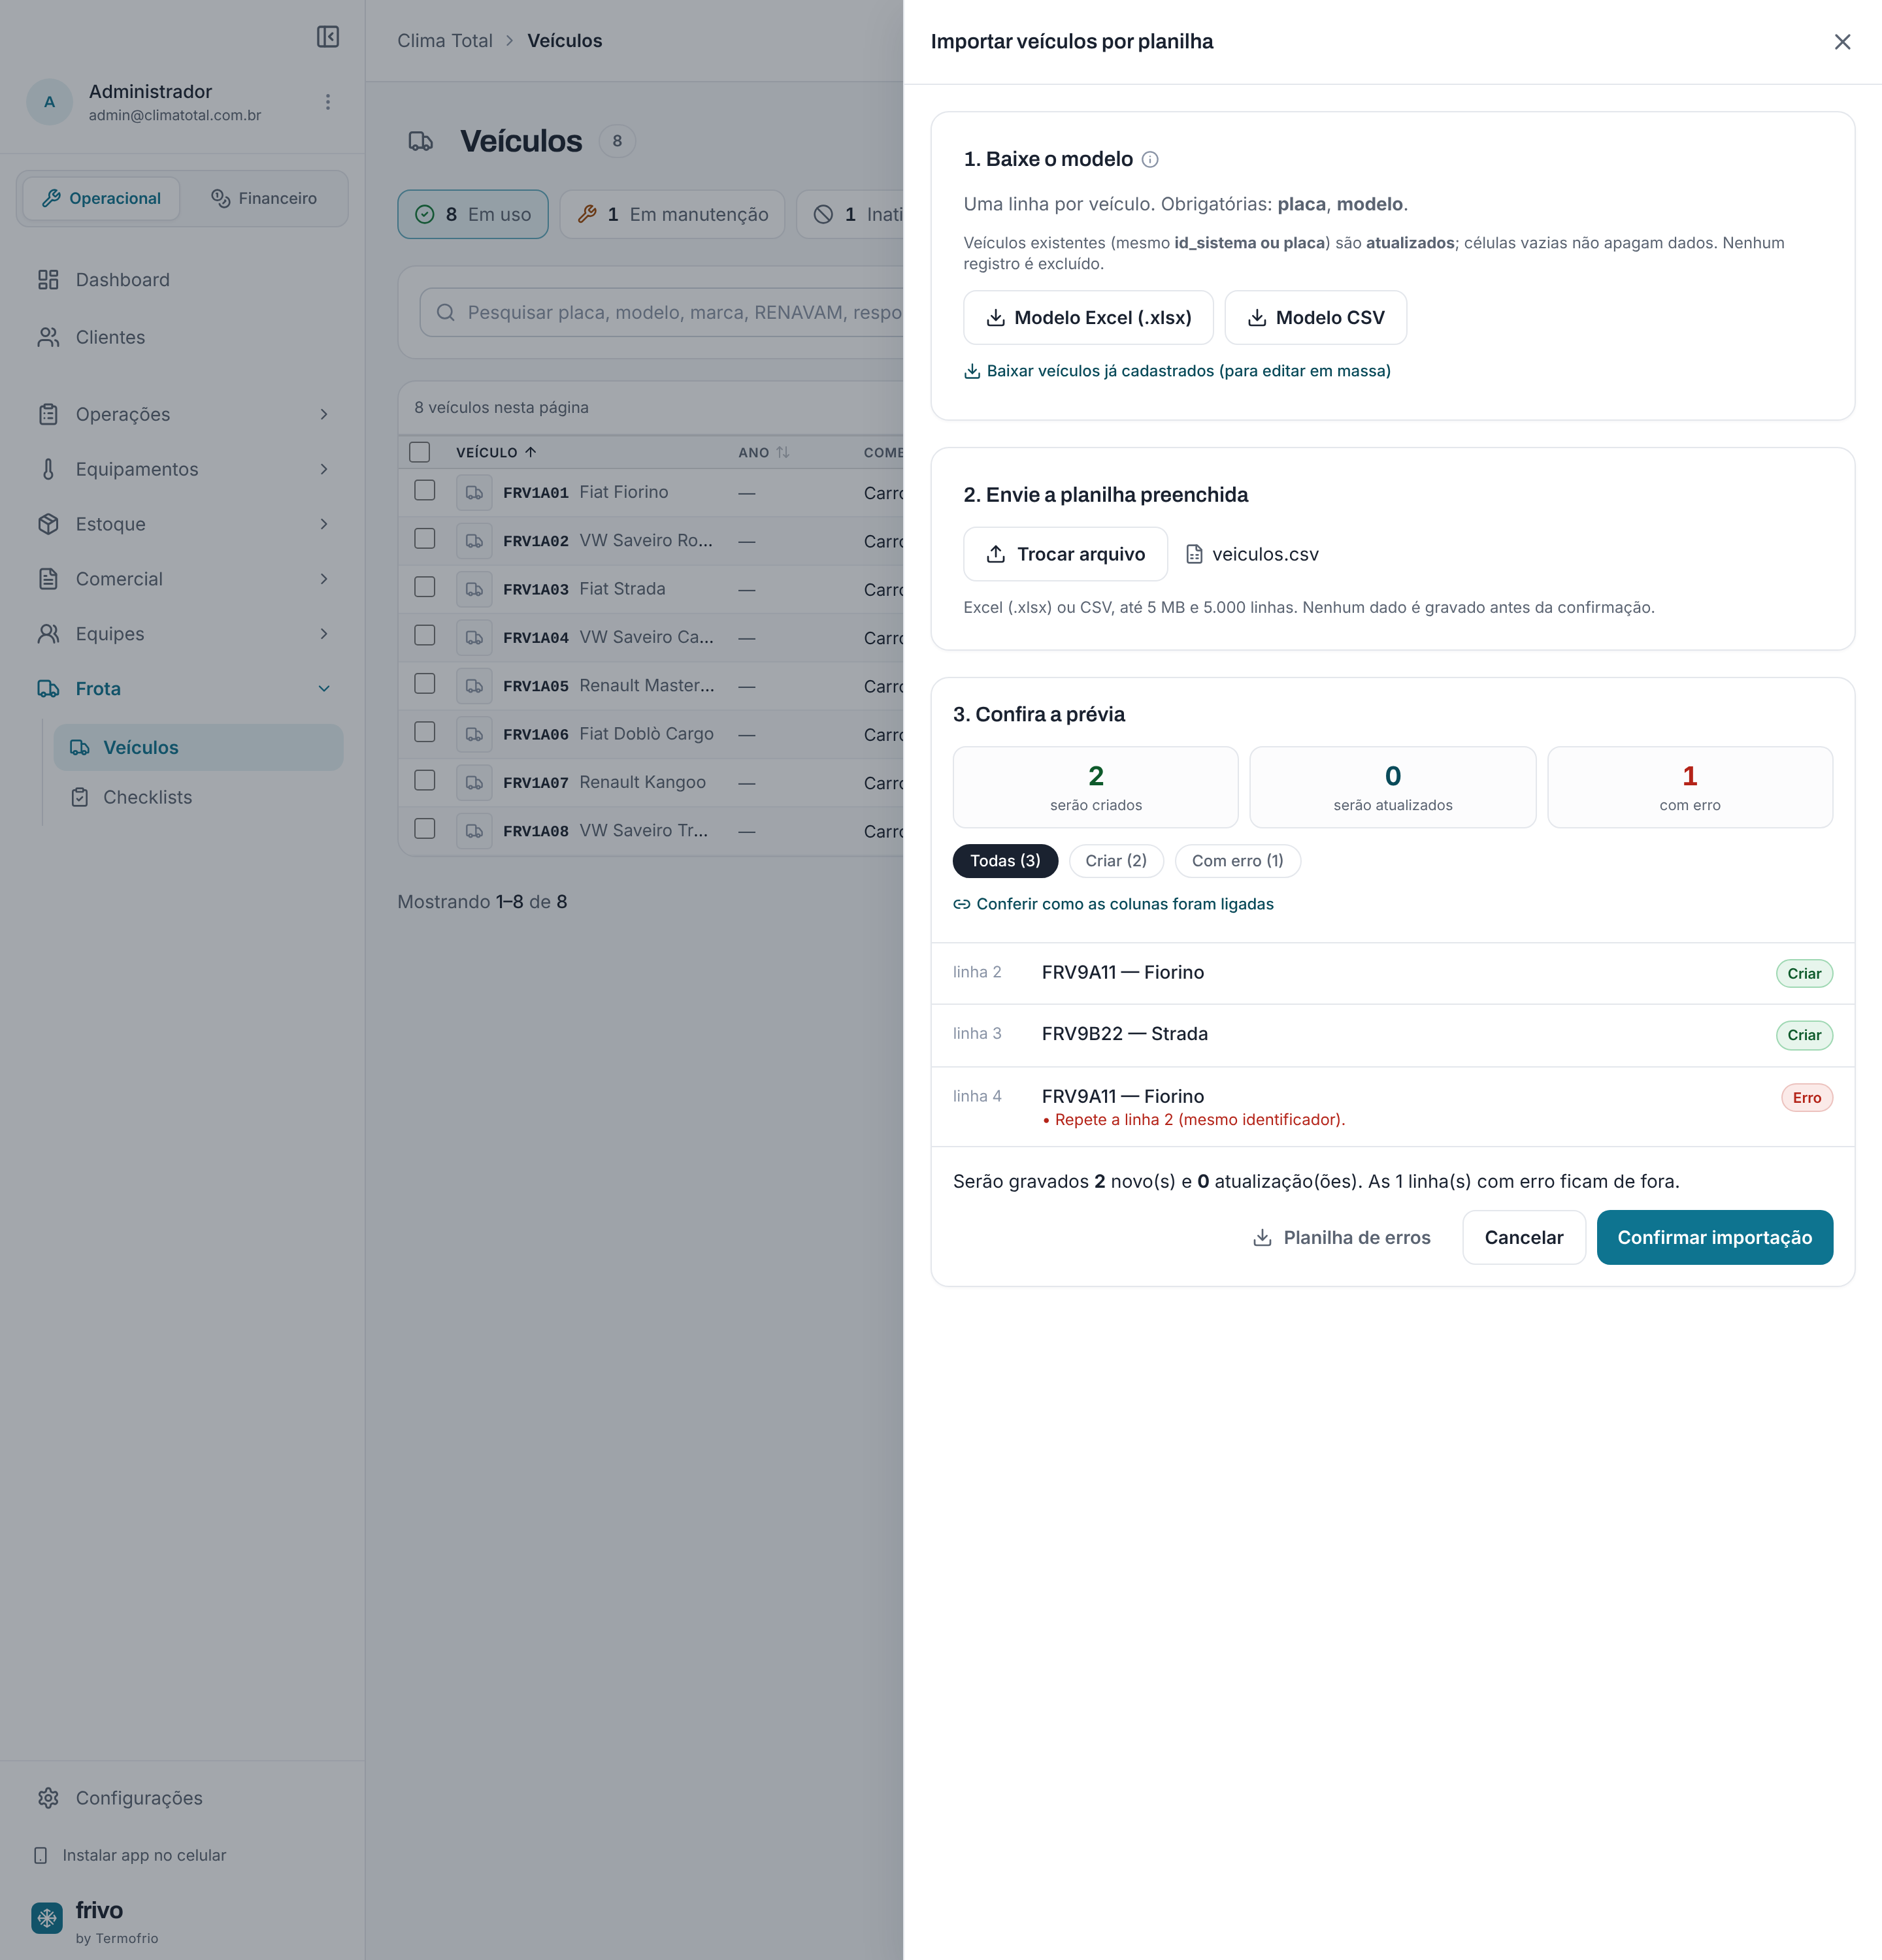 A
Administrador
admin@climatotal.com.br
Operacional
Financeiro
Dashboard
Clientes
Operações
Equipamentos
Estoque
Comercial
Equipes
Frota
Veículos
Checklists
Configurações
Instalar app no celular
frivo
by Termofrio
Clima Total > Veículos
Veículos 8
8 Em uso
1 Em manutenção
1 Inati
Pesquisar placa, modelo, marca, RENAVAM, respo
8 veículos nesta página
VEÍCULO ANO COME
FRV1A01 Fiat Fiorino — Carro
FRV1A02 VW Saveiro Ro... — Carro
FRV1A03 Fiat Strada — Carro
FRV1A04 VW Saveiro Ca... — Carro
FRV1A05 Renault Master... — Carro
FRV1A06 Fiat Doblò Cargo — Carro
FRV1A07 Renault Kangoo — Carro
FRV1A08 VW Saveiro Tr... — Carro
Mostrando 1–8 de 8
Importar veículos por planilha
1. Baixe o modelo
Uma linha por veículo. Obrigatórias: placa, modelo.
Veículos existentes (mesmo id_sistema ou placa) são atualizados; células vazias não apagam dados. Nenhum
registro é excluído.
Modelo Excel (.xlsx)
Modelo CSV
Baixar veículos já cadastrados (para editar em massa)
2. Envie a planilha preenchida
Trocar arquivo
veiculos.csv
Excel (.xlsx) ou CSV, até 5 MB e 5.000 linhas. Nenhum dado é gravado antes da confirmação.
3. Confira a prévia
2
serão criados
0
serão atualizados
1
com erro
Todas (3)
Criar (2)
Com erro (1)
Conferir como as colunas foram ligadas
linha 2 FRV9A11 — Fiorino Criar
linha 3 FRV9B22 — Strada Criar
linha 4 FRV9A11 — Fiorino Erro
• Repete a linha 2 (mesmo identificador).
Serão gravados 2 novo(s) e 0 atualização(ões). As 1 linha(s) com erro ficam de fora.
Planilha de erros
Cancelar
Confirmar importação